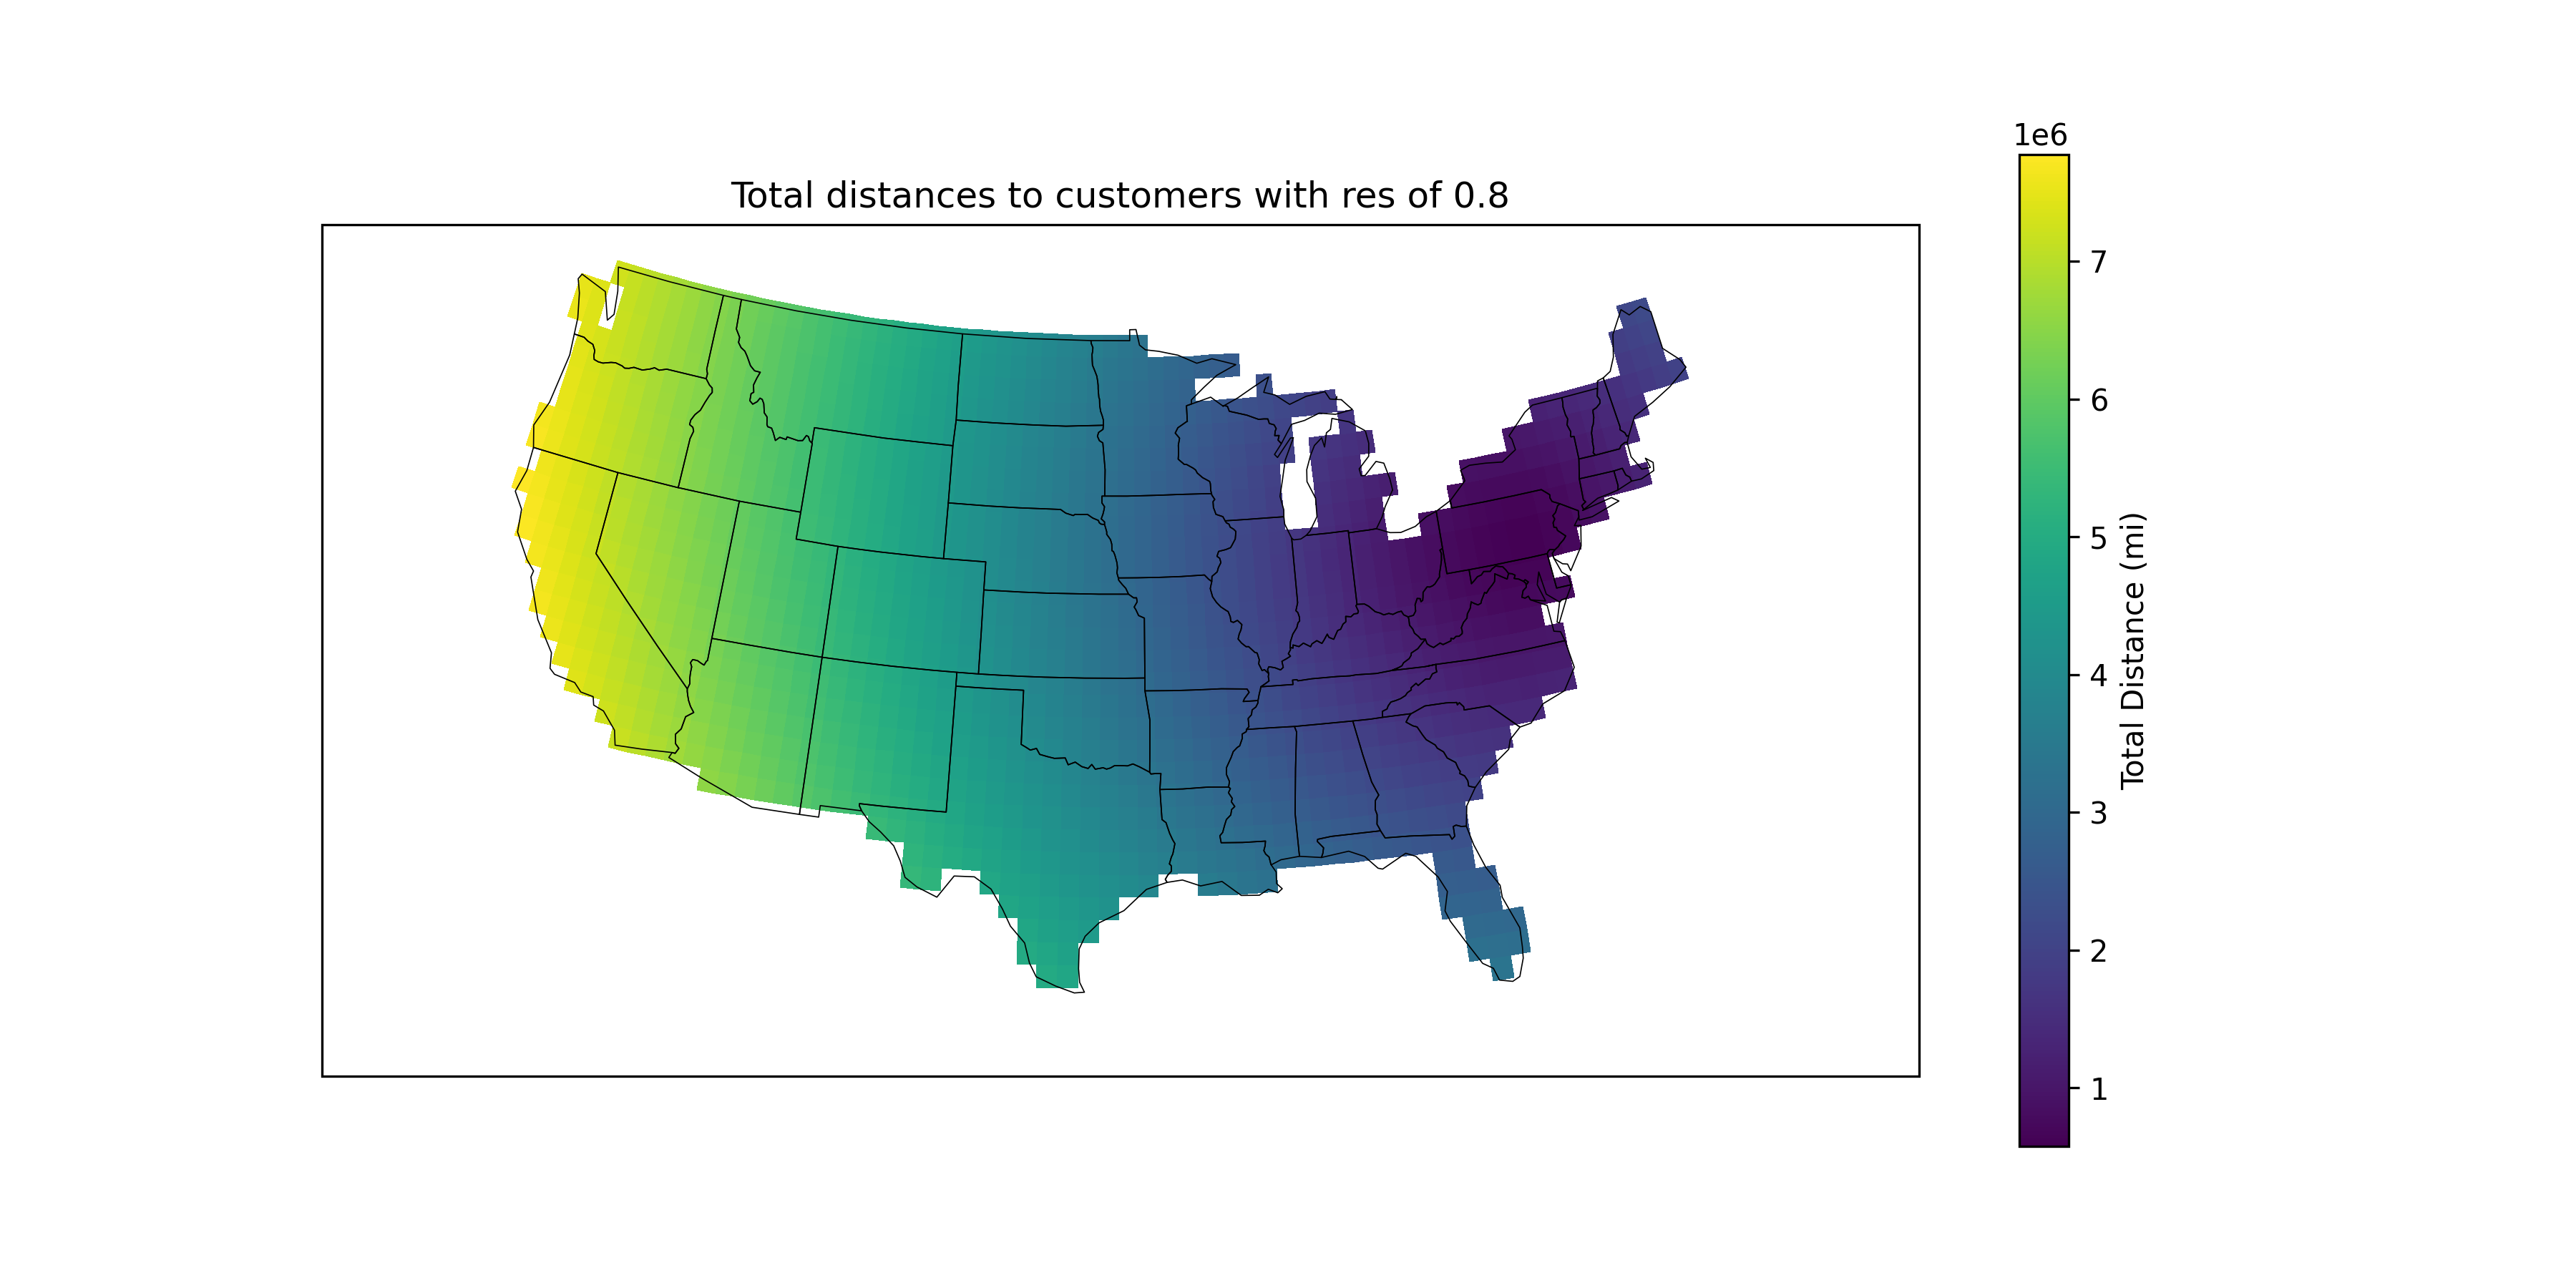 1e6
Total distances to customers with res of 0.8
7
6
5
4
3
2
1
Total Distance (mi)